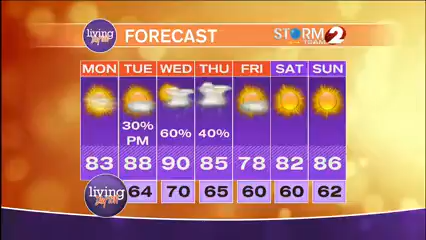 living
FORECAST
STORM
TEAM 2
MON TUE WED THU FRI SAT SUN
30% PM 60% 40%
83 88 90 85 78 82 86
living
64 70 65 60 60 62